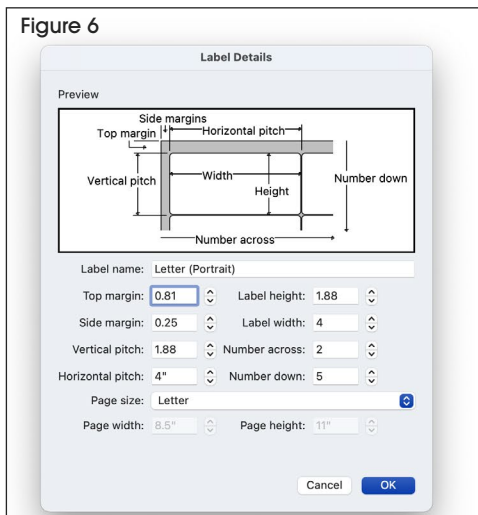 Figure 6
Label Details
Preview
Side margins
Top margin
Horizontal pitch
Vertical pitch
Width
Height
Number down
Number across
Label name: Letter (Portrait)
Top margin: 0.81 Label height: 1.88
Side margin: 0.25 Label width: 4
Vertical pitch: 1.88 Number across: 2
Horizontal pitch: 4" Number down: 5
Page size: Letter
Page width: 8.5" Page height: 11"
Cancel OK